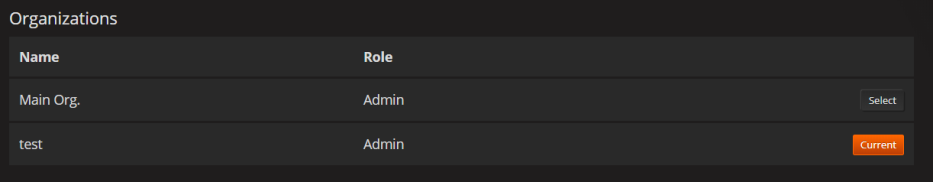 Organizations
Name Role
Main Org. Admin Select
test Admin Current